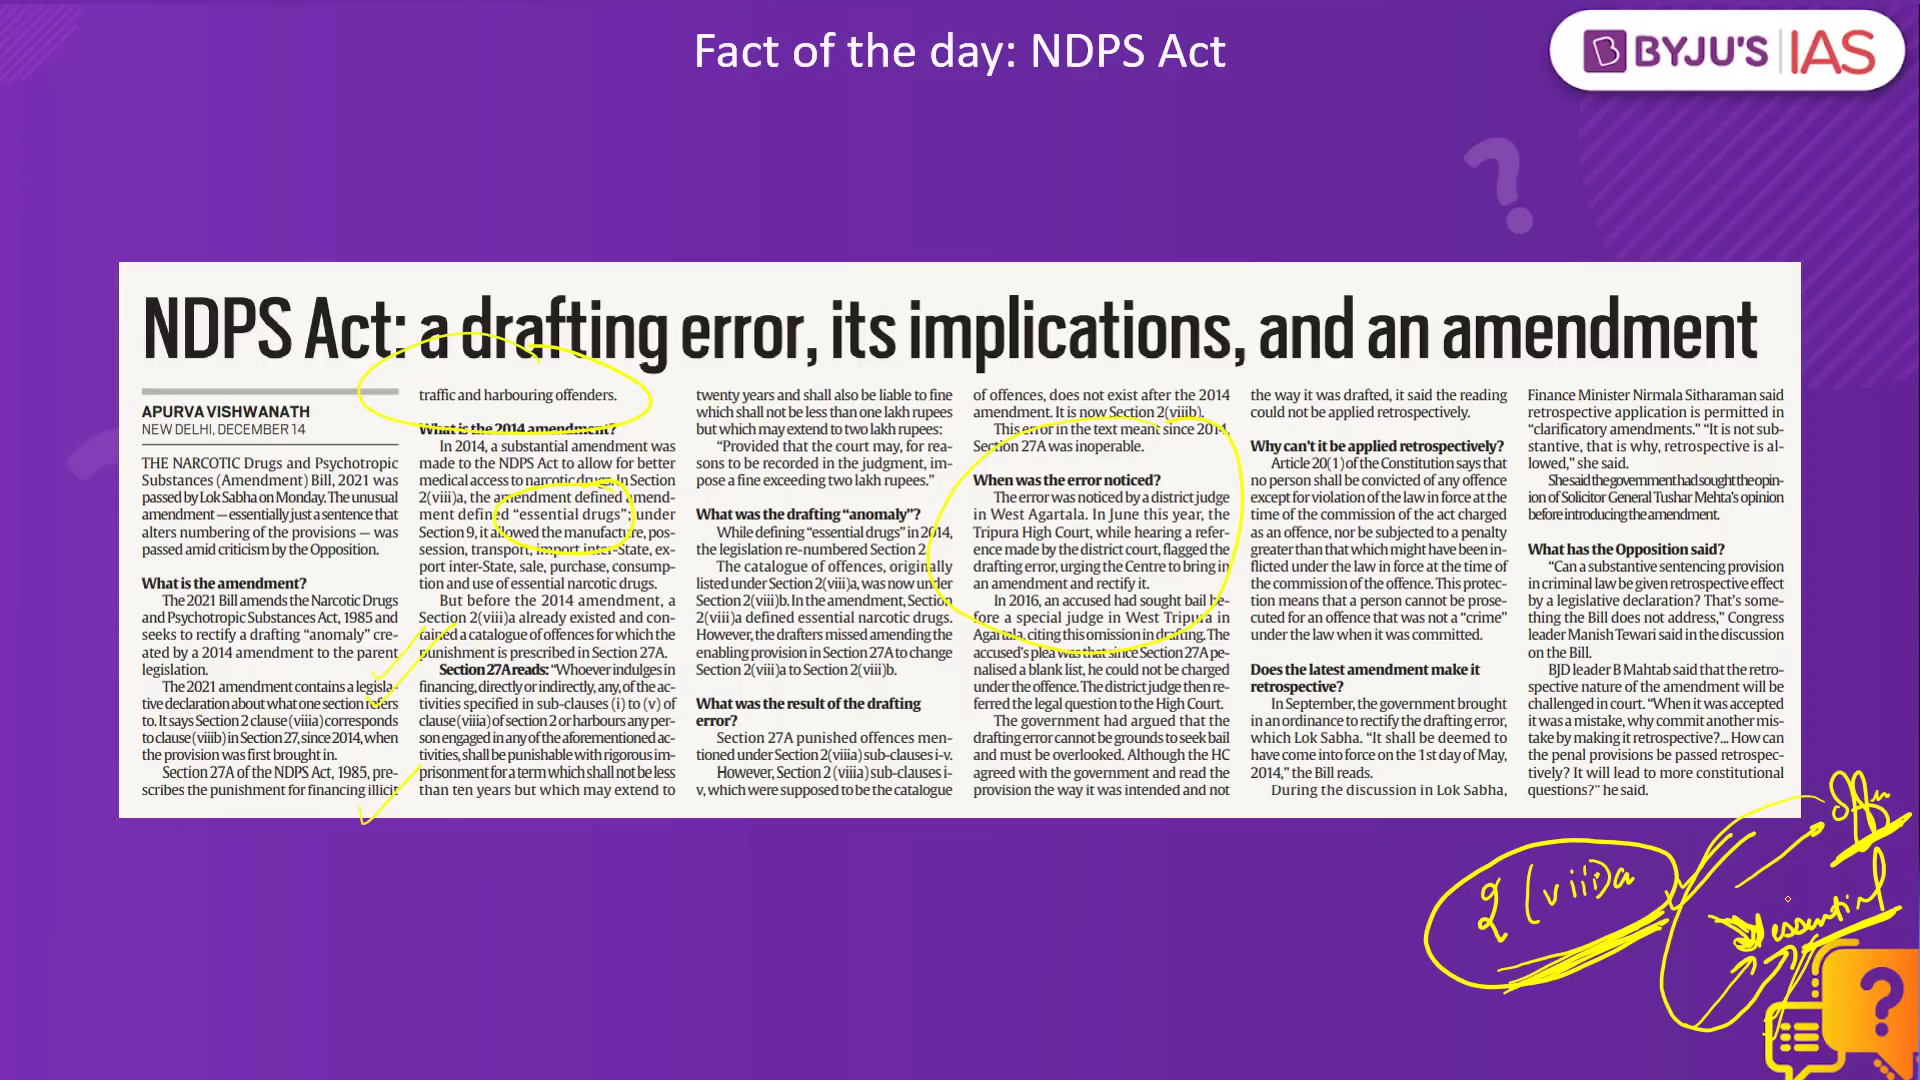 Fact of the day: NDPS Act
BYJU'S IAS
NDPS Act: a drafting error, its implications, and an amendment
APURVA VISHWANATH
NEW DELHI, DECEMBER 14
THE NARCOTIC Drugs and Psychotropic
Substances (Amendment) Bill, 2021 was
passed by Lok Sabha on Monday. The unusual
amendment — essentially just a sentence that
alters numbering of the provisions — was
passed amid criticism by the Opposition.
What is the amendment?
The 2021 Bill amends the Narcotic Drugs
and Psychotropic Substances Act, 1985 and
seeks to rectify a drafting “anomaly” cre-
ated by a 2014 amendment to the parent
legislation.
The 2021 amendment contains a legisla-
tive declaration about what one section refers
to. It says Section 2 clause (viiia) corresponds
to clause (viiib) in Section 27, since 2014, when
the provision was first brought in.
Section 27A of the NDPS Act, 1985, pre-
scribes the punishment for financing illicit
traffic and harbouring offenders.
What is the 2014 amendment?
In 2014, a substantial amendment was
made to the NDPS Act to allow for better
medical access to narcotic drugs. In Section
2(viii)a, the amendment defined amend-
ment defined “essential drugs”; under
Section 9, it allowed the manufacture, pos-
session, transport, import inter-State, ex-
port inter-State, sale, purchase, consump-
tion and use of essential narcotic drugs.
But before the 2014 amendment, a
Section 2(viii)a already existed and con-
tained a catalogue of offences for which the
punishment is prescribed in Section 27A.
Section 27A reads: “Whoever indulges in
financing, directly or indirectly, any, of the ac-
tivities specified in sub-clauses (i) to (v) of
clause (viiia) of section 2 or harbours any per-
son engaged in any of the aforementioned ac-
tivities, shall be punishable with rigorous im-
prisonment for a term which shall not be less
than ten years but which may extend to
twenty years and shall also be liable to fine
which shall not be less than one lakh rupees
but which may extend to two lakh rupees:
“Provided that the court may, for rea-
sons to be recorded in the judgment, im-
pose a fine exceeding two lakh rupees.”
What was the drafting “anomaly”?
While defining “essential drugs” in 2014,
the legislation re-numbered Section 2.
The catalogue of offences, originally
listed under Section 2(viii)a, was now under
Section 2(viii)b. In the amendment, Section
2(viii)a defined essential narcotic drugs.
However, the drafters missed amending the
enabling provision in Section 27A to change
Section 2(viii)a to Section 2(viii)b.
What was the result of the drafting
error?
Section 27A punished offences men-
tioned under Section 2(viiia) sub-clauses i-v.
However, Section 2 (viiia) sub-clauses i-
v, which were supposed to be the catalogue
of offences, does not exist after the 2014
amendment. It is now Section 2(viiib).
This error in the text meant since 2014,
Section 27A was inoperable.
When was the error noticed?
The error was noticed by a district judge
in West Agartala. In June this year, the
Tripura High Court, while hearing a refer-
ence made by the district court, flagged the
drafting error, urging the Centre to bring in
an amendment and rectify it.
In 2016, an accused had sought bail be-
fore a special judge in West Tripura in
Agartala, citing this omission in drafting. The
accused's plea was that since Section 27A pe-
nalised a blank list, he could not be charged
under the offence. The district judge then re-
ferred the legal question to the High Court.
The government had argued that the
drafting error cannot be grounds to seek bail
and must be overlooked. Although the HC
agreed with the government and read the
provision the way it was intended and not
the way it was drafted, it said the reading
could not be applied retrospectively.
Why can't it be applied retrospectively?
Article 20(1) of the Constitution says that
no person shall be convicted of any offence
except for violation of the law in force at the
time of the commission of the act charged
as an offence, nor be subjected to a penalty
greater than that which might have been in-
flicted under the law in force at the time of
the commission of the offence. This protec-
tion means that a person cannot be prose-
cuted for an offence that was not a “crime”
under the law when it was committed.
Does the latest amendment make it
retrospective?
In September, the government brought
in an ordinance to rectify the drafting error,
which Lok Sabha. “It shall be deemed to
have come into force on the 1st day of May,
2014,” the Bill reads.
During the discussion in Lok Sabha,
Finance Minister Nirmala Sitharaman said
retrospective application is permitted in
“clarificatory amendments.” “It is not sub-
stantive, that is why, retrospective is al-
lowed,” she said.
She said the government had sought the opin-
ion of Solicitor General Tushar Mehta's opinion
before introducing the amendment.
What has the Opposition said?
“Can a substantive sentencing provision
in criminal law be given retrospective effect
by a legislative declaration? That's some-
thing the Bill does not address,” Congress
leader Manish Tewari said in the discussion
on the Bill.
BJD leader B Mahtab said that the retro-
spective nature of the amendment will be
challenged in court. “When it was accepted
it was a mistake, why commit another mis-
take by making it retrospective?... How can
the penal provisions be passed retrospec-
tively? It will lead to more constitutional
questions?” he said.
2 (viii)a
essential